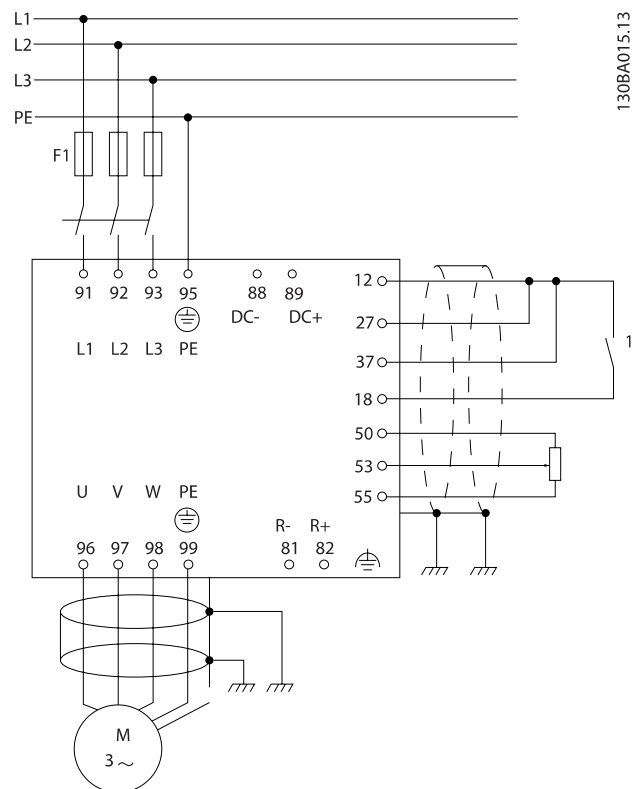 L1
L2
L3
PE
130BA015.13
F1
91 92 93 95 88 89
DC- DC+
L1 L2 L3 PE
12
27
37
18
1
50
53
55
U V W PE
R- R+
96 97 98 99 81 82
M
3 ~